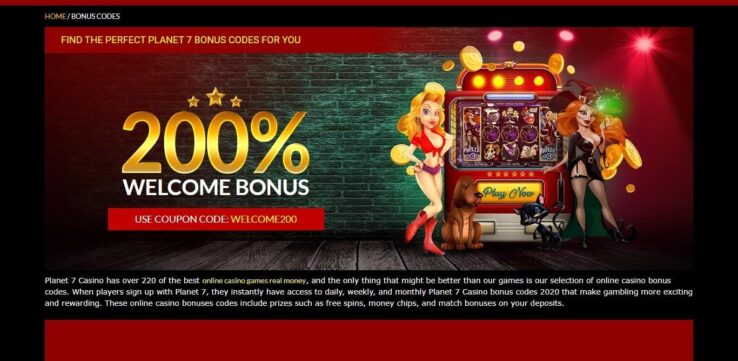 HOME / BONUS CODES
FIND THE PERFECT PLANET 7 BONUS CODES FOR YOU
200%
WELCOME BONUS
USE COUPON CODE: WELCOME200
Play Now
Planet 7 Casino has over 220 of the best online casino games real money, and the only thing that might be better than our games is our selection of online casino bonus
codes. When players sign up with Planet 7, they instantly have access to daily, weekly, and monthly Planet 7 Casino bonus codes 2020 that make gambling more exciting
and rewarding. These online casino bonuses codes include prizes such as free spins, money chips, and match bonuses on your deposits.